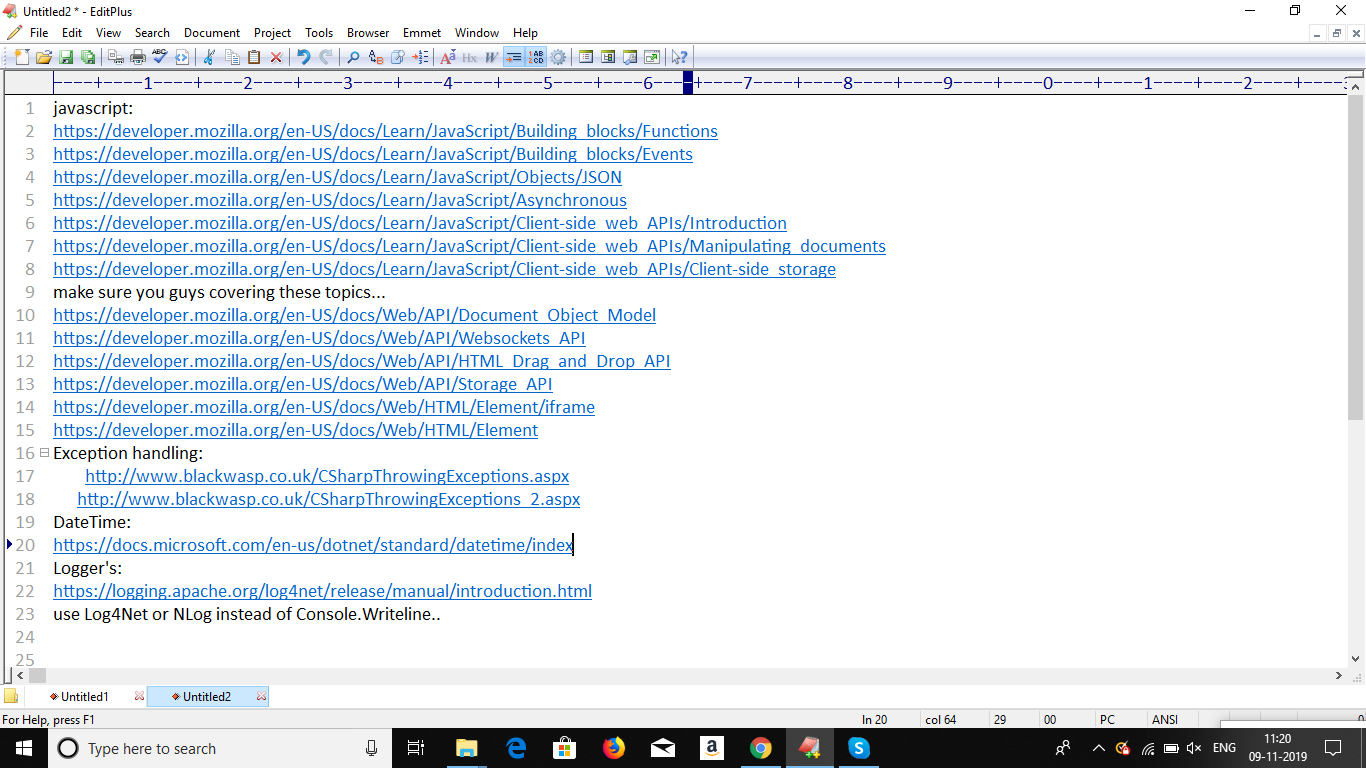 Untitled2 * - EditPlus
File Edit View Search Document Project Tools Browser Emmet Window Help
----+----1----+----2----+----3----+----4----+----5----+----6----+----7----+----8----+----9----+----0----+----1----+----2----+----3
1 javascript:
2 https://developer.mozilla.org/en-US/docs/Learn/JavaScript/Building_blocks/Functions
3 https://developer.mozilla.org/en-US/docs/Learn/JavaScript/Building_blocks/Events
4 https://developer.mozilla.org/en-US/docs/Learn/JavaScript/Objects/JSON
5 https://developer.mozilla.org/en-US/docs/Learn/JavaScript/Asynchronous
6 https://developer.mozilla.org/en-US/docs/Learn/JavaScript/Client-side_web_APIs/Introduction
7 https://developer.mozilla.org/en-US/docs/Learn/JavaScript/Client-side_web_APIs/Manipulating_documents
8 https://developer.mozilla.org/en-US/docs/Learn/JavaScript/Client-side_web_APIs/Client-side_storage
9 make sure you guys covering these topics...
10 https://developer.mozilla.org/en-US/docs/Web/API/Document_Object_Model
11 https://developer.mozilla.org/en-US/docs/Web/API/Websockets_API
12 https://developer.mozilla.org/en-US/docs/Web/API/HTML_Drag_and_Drop_API
13 https://developer.mozilla.org/en-US/docs/Web/API/Storage_API
14 https://developer.mozilla.org/en-US/docs/Web/HTML/Element/iframe
15 https://developer.mozilla.org/en-US/docs/Web/HTML/Element
16 Exception handling:
17 http://www.blackwasp.co.uk/CSharpThrowingExceptions.aspx
18 http://www.blackwasp.co.uk/CSharpThrowingExceptions_2.aspx
19 DateTime:
20 https://docs.microsoft.com/en-us/dotnet/standard/datetime/index
21 Logger's:
22 https://logging.apache.org/log4net/release/manual/introduction.html
23 use Log4Net or NLog instead of Console.Writeline..
24
25
Untitled1 Untitled2
For Help, press F1 ln 20 col 64 29 00 PC ANSI 0
Type here to search ENG 11:20
09-11-2019